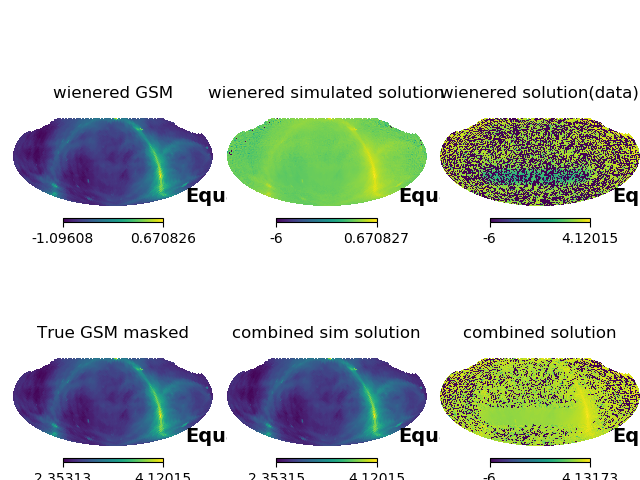 wienered GSM
wienered simulated solution
wienered solution(data)
Equ
Equ
Eq
-1.09608 0.670826
-6 0.670827
-6 4.12015
True GSM masked
combined sim solution
combined solution
Equ
Equ
Eq
2.35313 4.12015
2.35315 4.12015
-6 4.13173